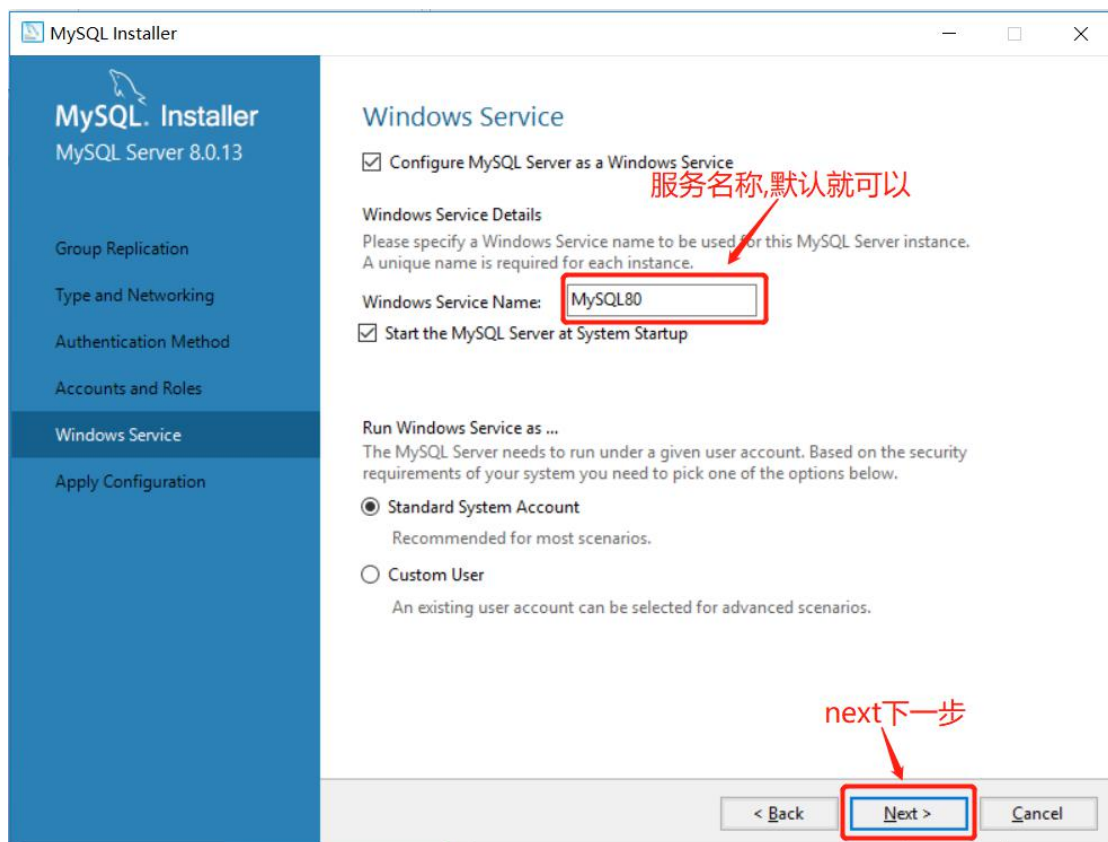 MySQL Installer
MySQL. Installer
MySQL Server 8.0.13
Group Replication
Type and Networking
Authentication Method
Accounts and Roles
Windows Service
Apply Configuration
Windows Service
Configure MySQL Server as a Windows Service
服务名称,默认就可以
Windows Service Details
Please specify a Windows Service name to be used for this MySQL Server instance.
A unique name is required for each instance.
Windows Service Name: MySQL80
Start the MySQL Server at System Startup
Run Windows Service as ...
The MySQL Server needs to run under a given user account. Based on the security
requirements of your system you need to pick one of the options below.
Standard System Account
Recommended for most scenarios.
Custom User
An existing user account can be selected for advanced scenarios.
next下一步
< Back Next > Cancel